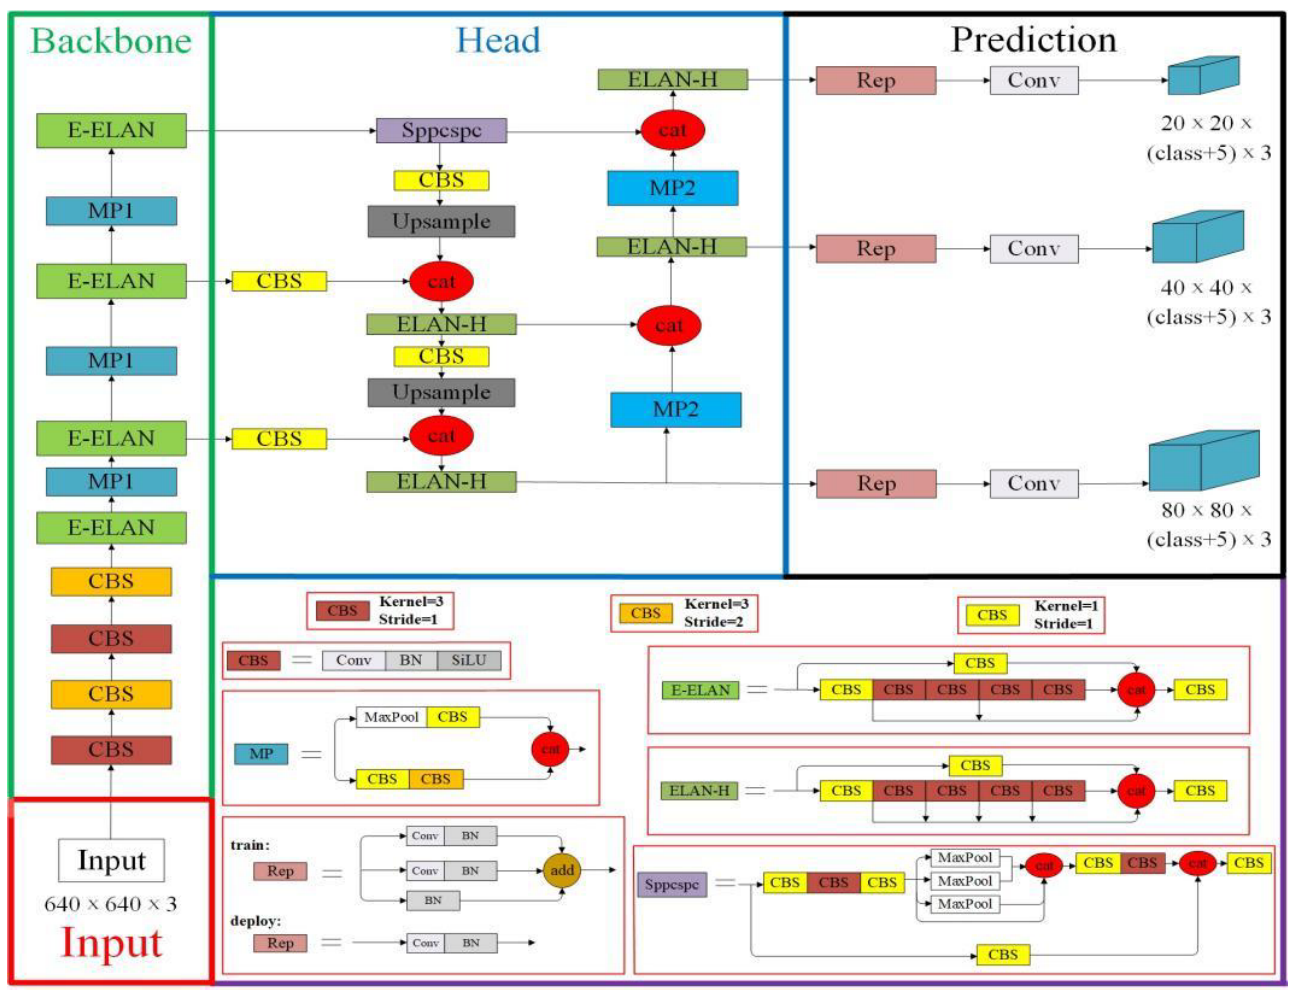 Backbone
E-ELAN
MP1
E-ELAN
MP1
E-ELAN
MP1
E-ELAN
CBS
CBS
CBS
CBS
Input
640 × 640 × 3
Input
Head
ELAN-H
Sppcspc
cat
CBS
MP2
Upsample
ELAN-H
CBS
cat
ELAN-H
cat
CBS
Upsample
MP2
CBS
cat
ELAN-H
Prediction
Rep
Conv
20 × 20 ×
(class+5) × 3
Rep
Conv
40 × 40 ×
(class+5) × 3
Rep
Conv
80 × 80 ×
(class+5) × 3
CBS
Kernel=3
Stride=1
CBS
Kernel=3
Stride=2
CBS
Kernel=1
Stride=1
CBS = Conv BN SiLU
MP =
MaxPool CBS
cat
CBS CBS
train:
Rep =
Conv BN
Conv BN
add
BN
deploy:
Rep = Conv BN
CBS
E-ELAN = CBS CBS CBS CBS CBS cat CBS
CBS
ELAN-H = CBS CBS CBS CBS CBS cat CBS
Sppcspc = CBS CBS CBS
MaxPool
MaxPool
MaxPool
cat
CBS CBS
cat
CBS
CBS